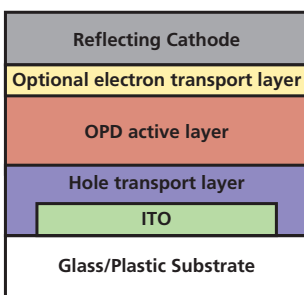 Reflecting Cathode
Optional electron transport layer
OPD active layer
Hole transport layer
ITO
Glass/Plastic Substrate